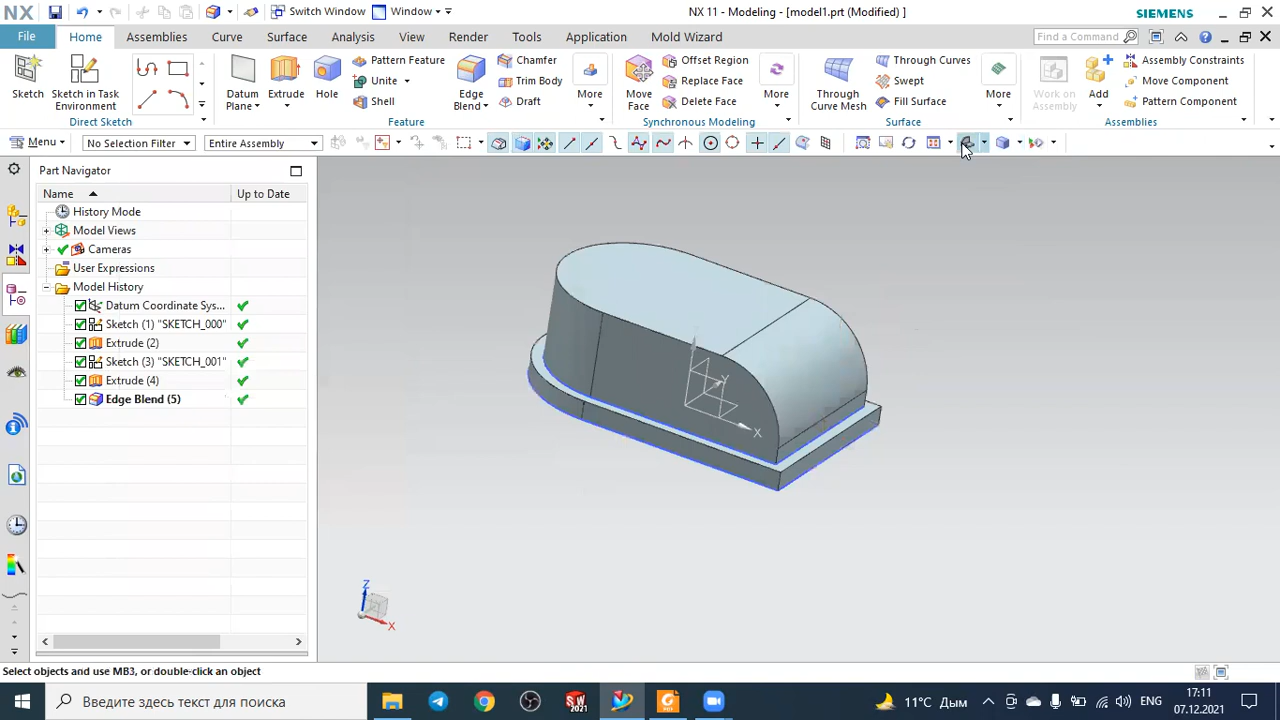 NX
Switch Window
Window
NX 11 - Modeling - [model1.prt (Modified) ]
SIEMENS
File
Home
Assemblies
Curve
Surface
Analysis
View
Render
Tools
Application
Mold Wizard
Find a Command
Sketch
Sketch in Task
Environment
Direct Sketch
Datum
Plane
Extrude
Hole
Pattern Feature
Unite
Shell
Edge
Blend
Chamfer
Trim Body
Draft
More
Feature
Move
Face
Offset Region
Replace Face
Delete Face
More
Synchronous Modeling
Through
Curve Mesh
Through Curves
Swept
Fill Surface
More
Surface
Work on
Assembly
Add
Assembly Constraints
Move Component
Pattern Component
Assemblies
Menu
No Selection Filter
Entire Assembly
Part Navigator
Name
Up to Date
History Mode
Model Views
Cameras
User Expressions
Model History
Datum Coordinate Sys...
Sketch (1) "SKETCH_000"
Extrude (2)
Sketch (3) "SKETCH_001"
Extrude (4)
Edge Blend (5)
Y
X
Z
X
Select objects and use MB3, or double-click an object
Введите здесь текст для поиска
SW
2021
11°C Дым
ENG
17:11
07.12.2021